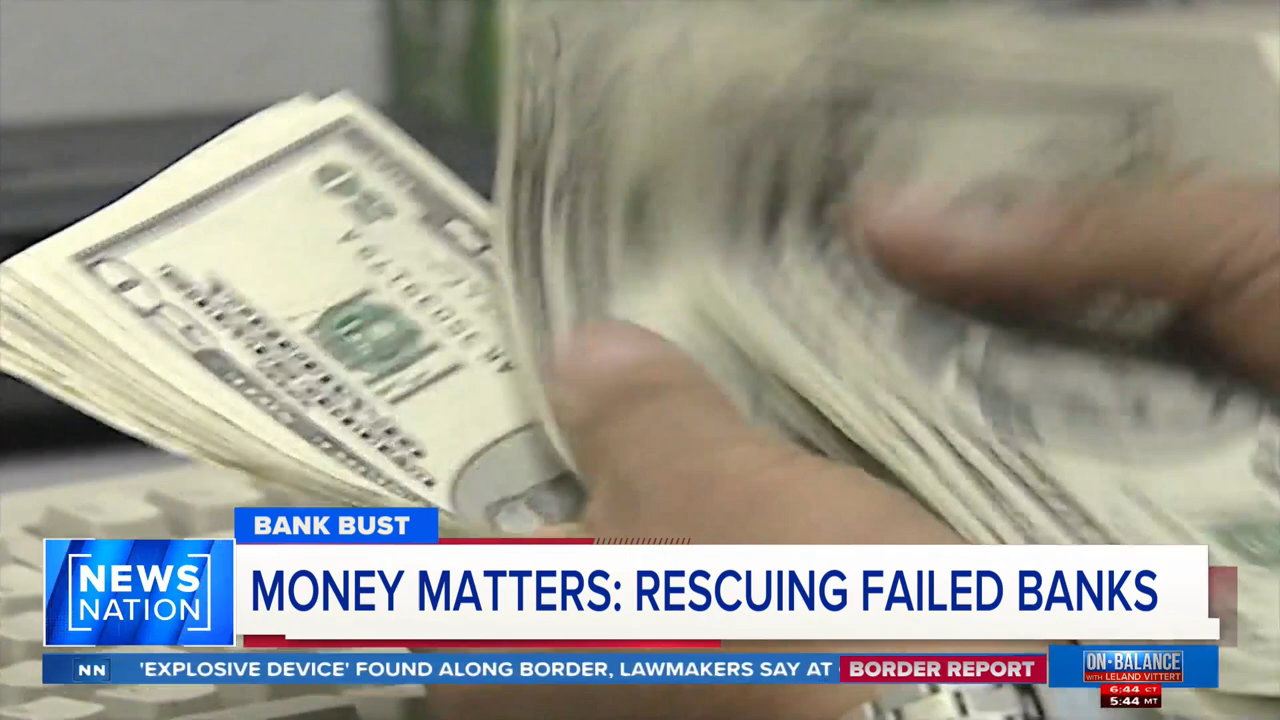 BANK BUST
NEWS
NATION
MONEY MATTERS: RESCUING FAILED BANKS
NN
'EXPLOSIVE DEVICE' FOUND ALONG BORDER, LAWMAKERS SAY AT
BORDER REPORT
ON·BALANCE
WITH LELAND VITTERT
6:44 CT
5:44 MT